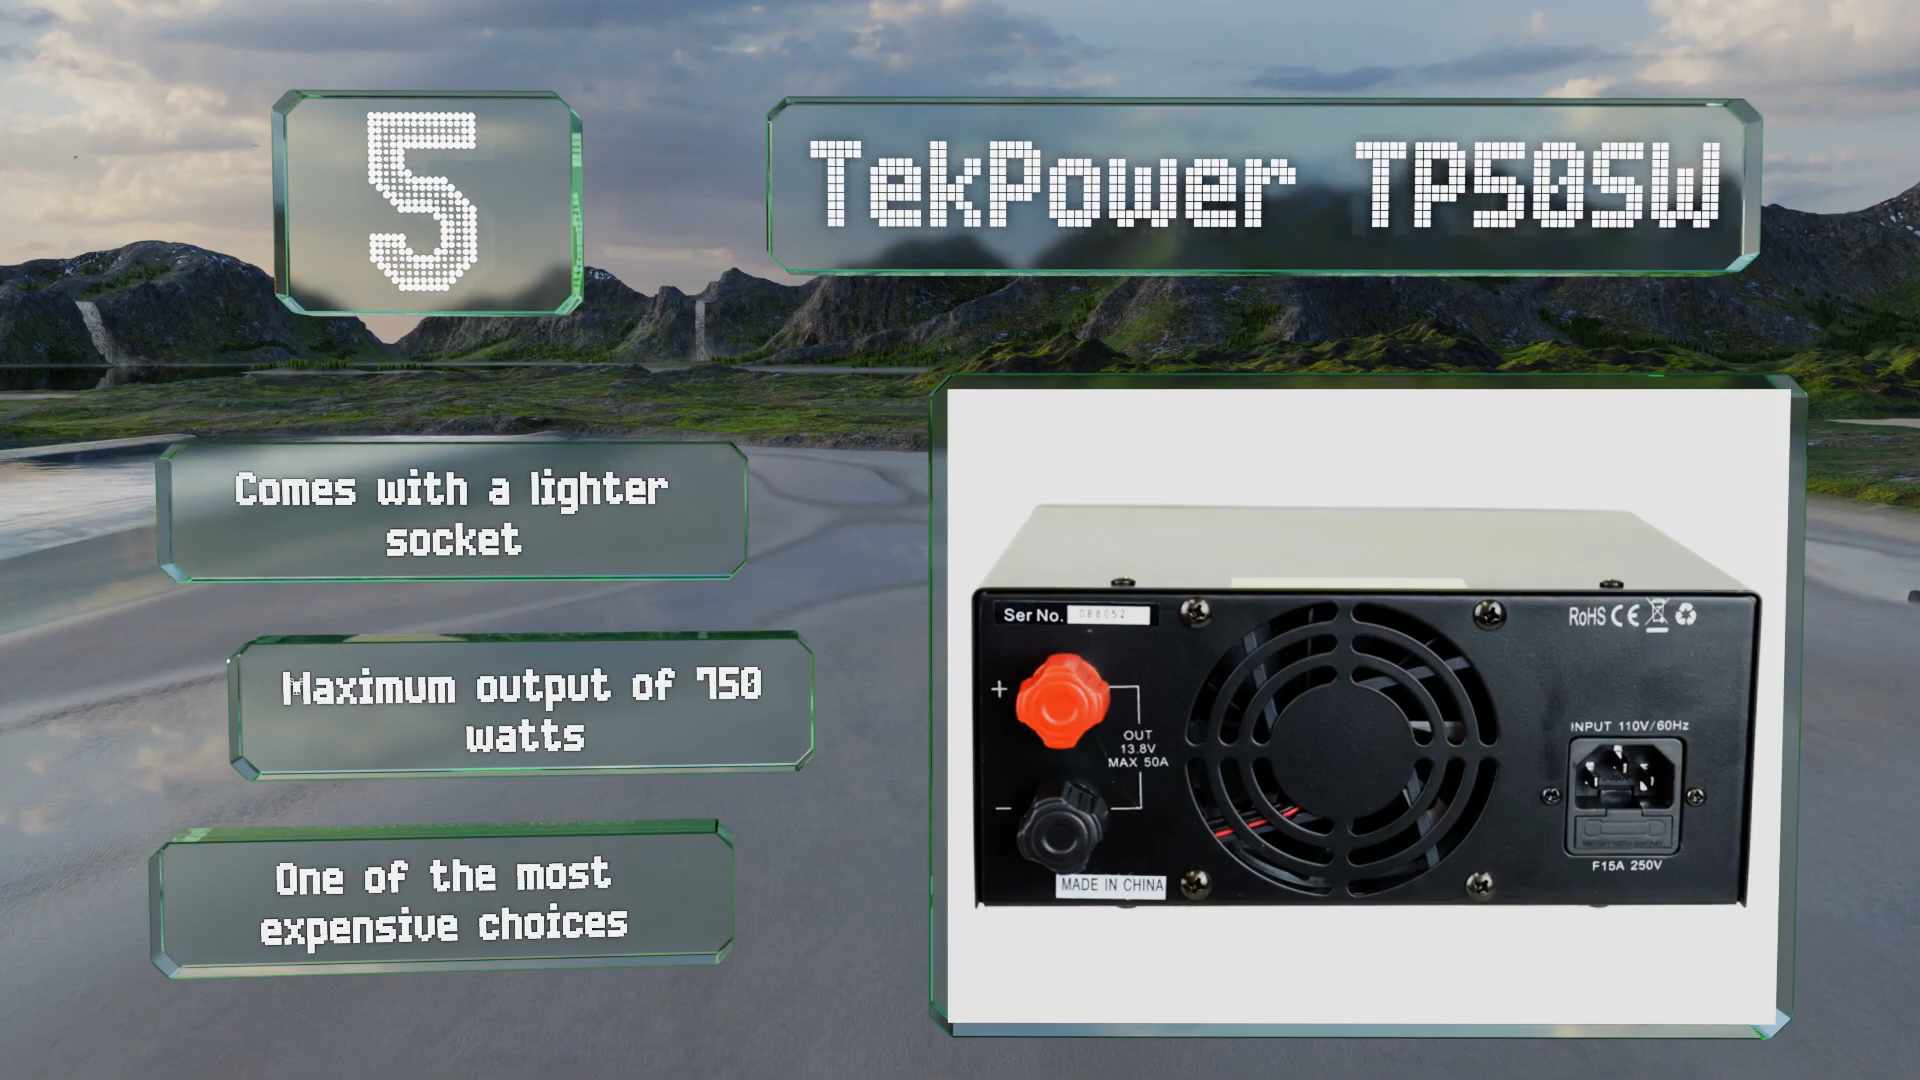 5
TekPower TP50SW
Comes with a lighter
socket
Maximum output of 750
watts
One of the most
expensive choices
Ser No. 088052
RoHS CE
+
OUT
13.8V
MAX 50A
-
MADE IN CHINA
INPUT 110V/60Hz
F15A 250V